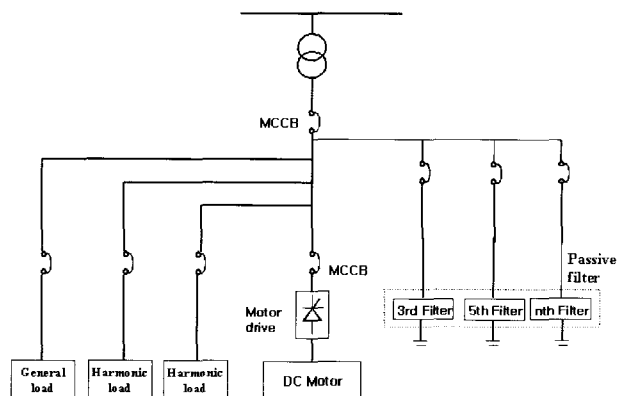 MCCB
MCCB
Passive
filter
Motor
drive
3rd Filter
5th Filter
nth Filter
General
load
Harmonic
load
Harmonic
load
DC Motor